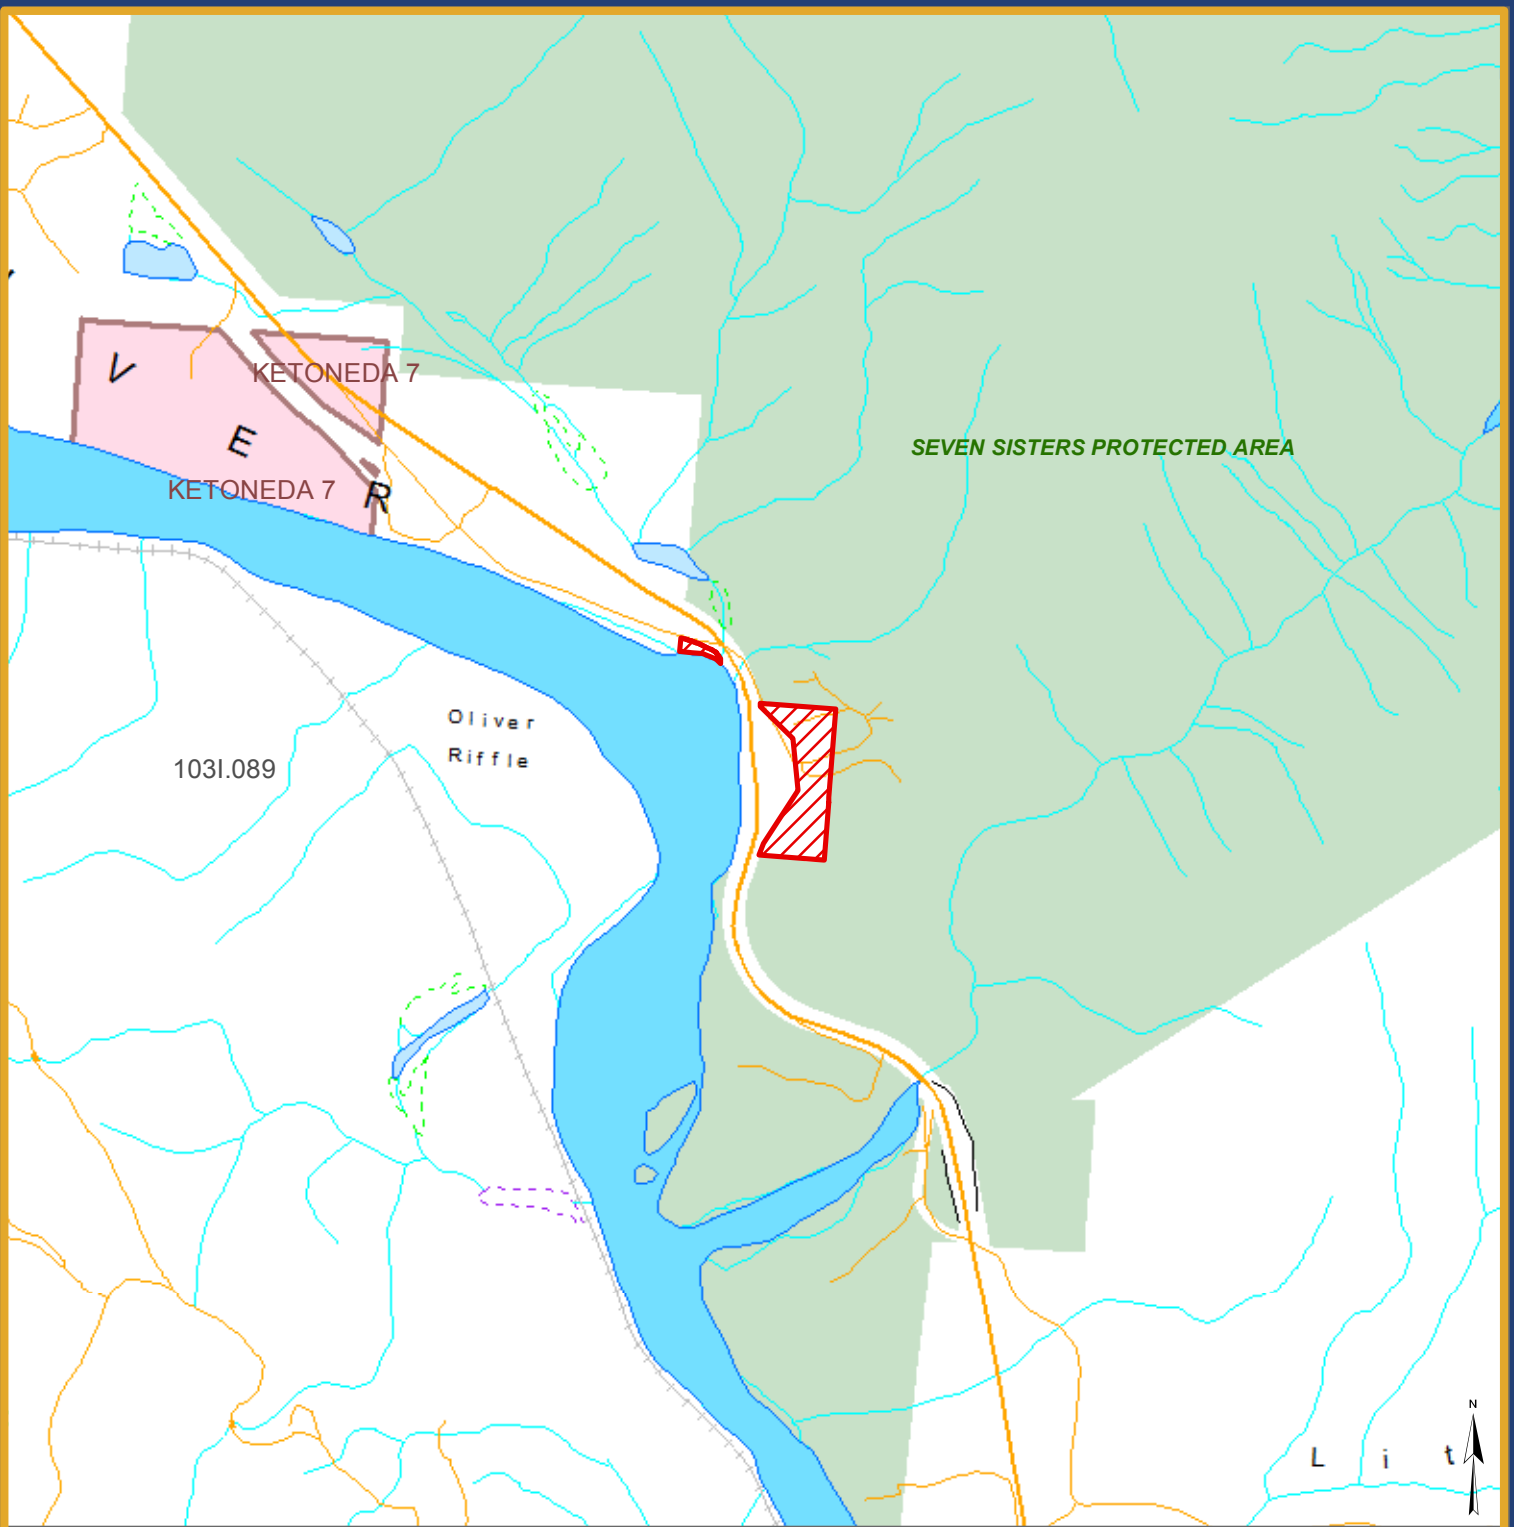 V
KETONEDA 7
E
SEVEN SISTERS PROTECTED AREA
KETONEDA 7
R
Oliver
Riffle
103I.089
N
L i t